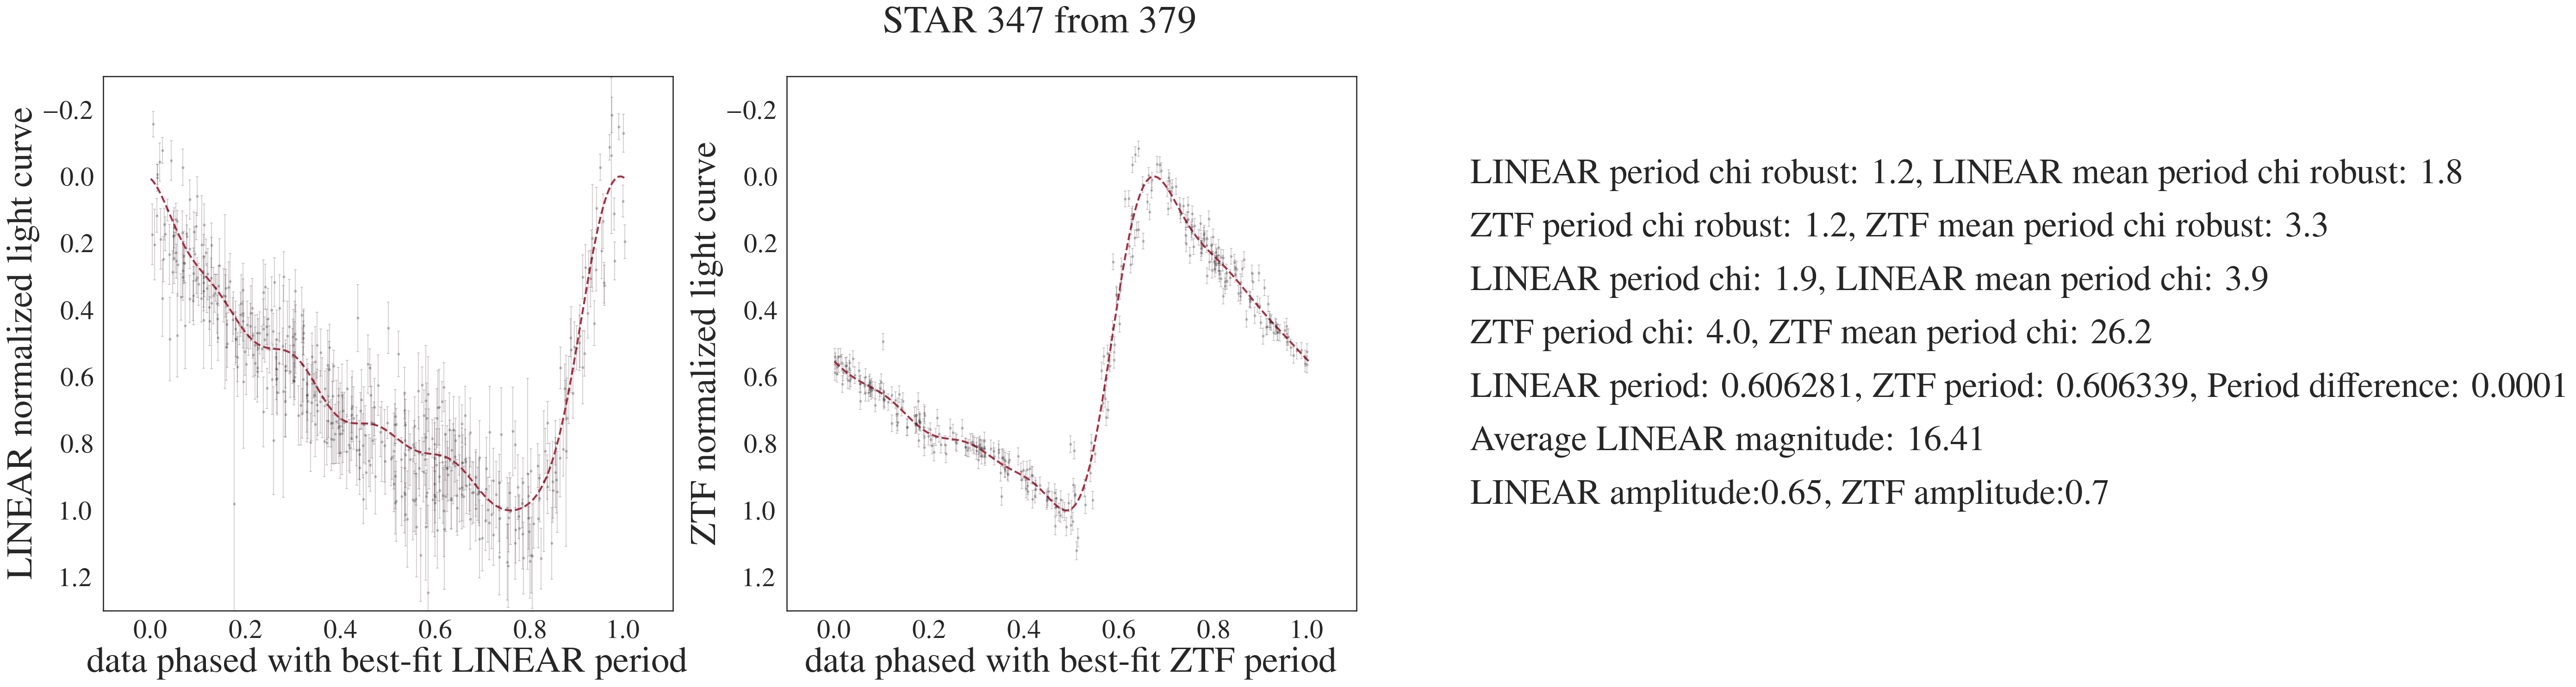 STAR 347 from 379
LINEAR normalized light curve
−0.2
0.0
0.2
0.4
0.6
0.8
1.0
1.2
0.0 0.2 0.4 0.6 0.8 1.0
data phased with best-fit LINEAR period
ZTF normalized light curve
−0.2
0.0
0.2
0.4
0.6
0.8
1.0
1.2
0.0 0.2 0.4 0.6 0.8 1.0
data phased with best-fit ZTF period
LINEAR period chi robust: 1.2, LINEAR mean period chi robust: 1.8
ZTF period chi robust: 1.2, ZTF mean period chi robust: 3.3
LINEAR period chi: 1.9, LINEAR mean period chi: 3.9
ZTF period chi: 4.0, ZTF mean period chi: 26.2
LINEAR period: 0.606281, ZTF period: 0.606339, Period difference: 0.0001
Average LINEAR magnitude: 16.41
LINEAR amplitude:0.65, ZTF amplitude:0.7